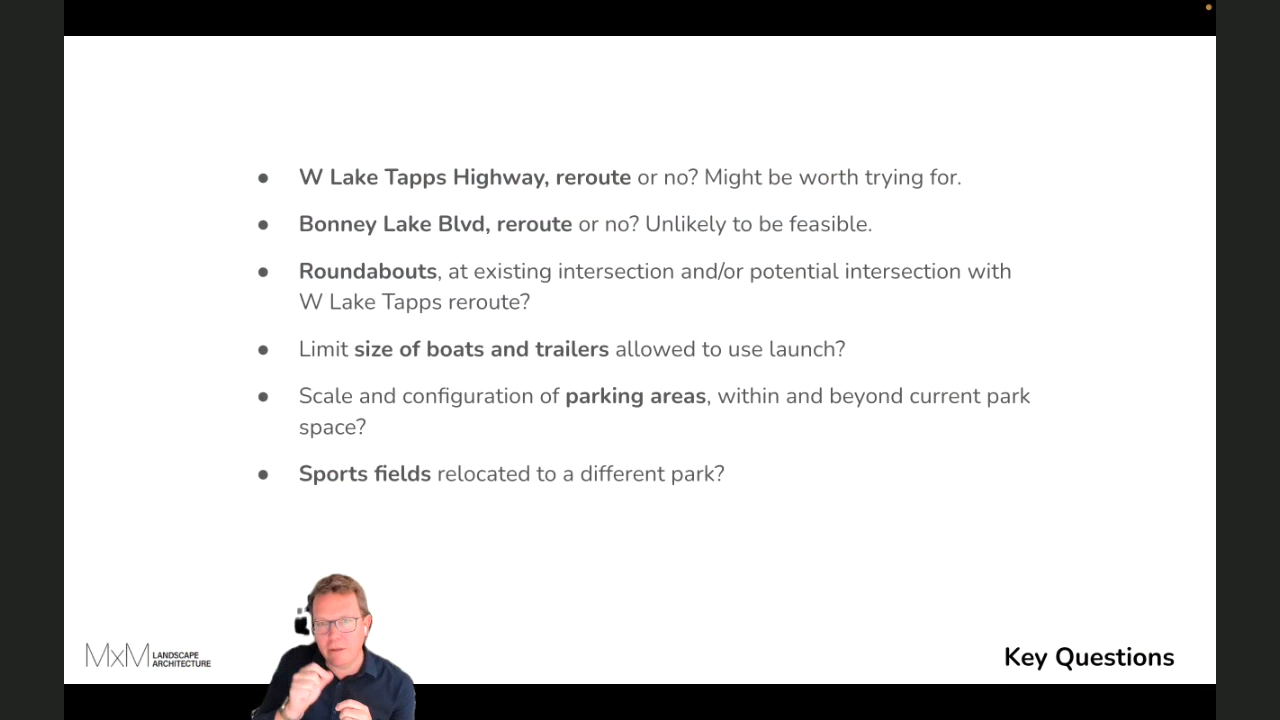 ● W Lake Tapps Highway, reroute or no? Might be worth trying for.
● Bonney Lake Blvd, reroute or no? Unlikely to be feasible.
● Roundabouts, at existing intersection and/or potential intersection with
W Lake Tapps reroute?
● Limit size of boats and trailers allowed to use launch?
● Scale and configuration of parking areas, within and beyond current park
space?
● Sports fields relocated to a different park?
MxM LANDSCAPE
ARCHITECTURE
Key Questions